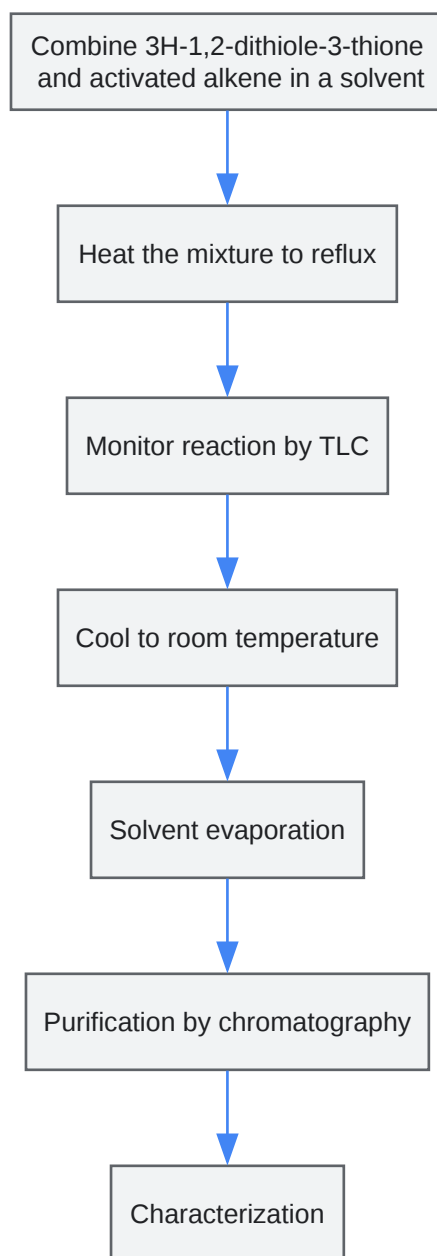 Combine 3H-1,2-dithiole-3-thione
and activated alkene in a solvent
Heat the mixture to reflux
Monitor reaction by TLC
Cool to room temperature
Solvent evaporation
Purification by chromatography
Characterization